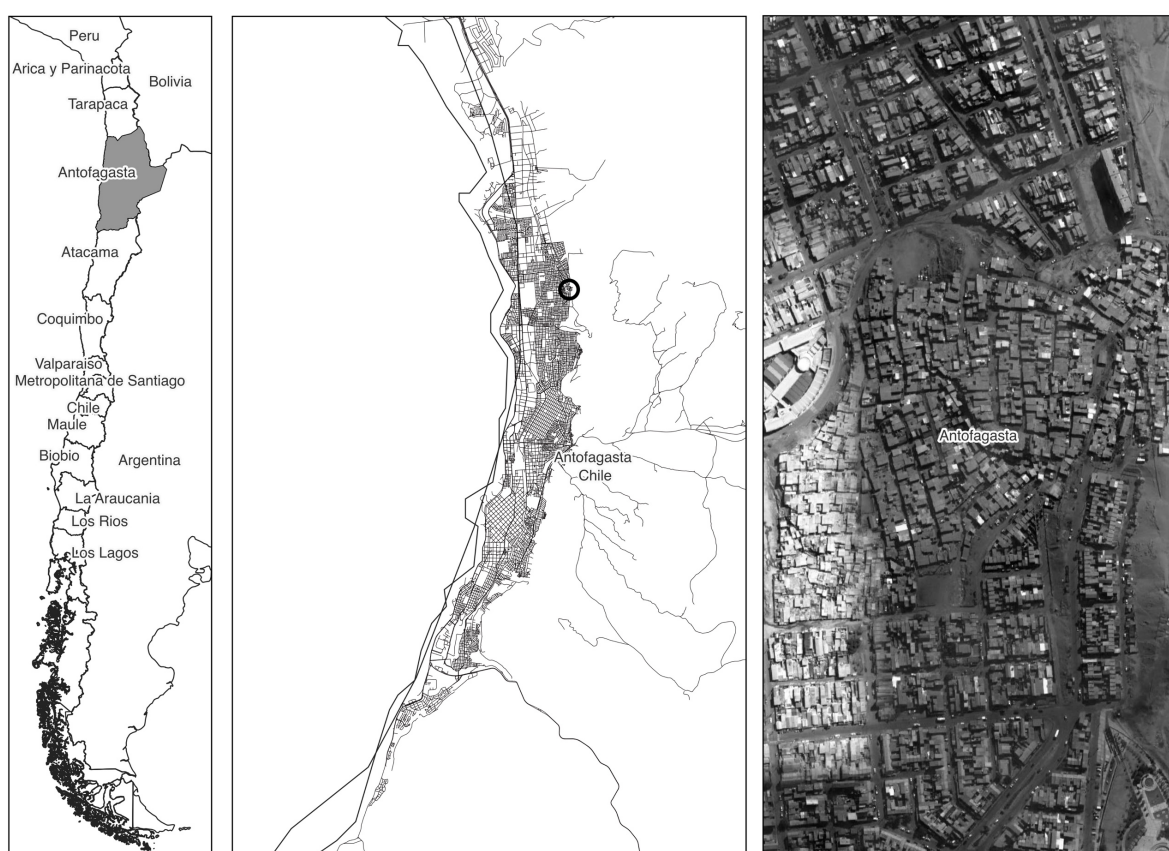 Peru
Arica y Parinacota
Bolivia
Tarapaca
Antofagasta
Atacama
Coquimbo
Valparaiso
Metropolitana de Santiago
Chile
Maule
Biobio
Argentina
La Araucania
Los Rios
Los Lagos
Antofagasta
Chile
Antofagasta